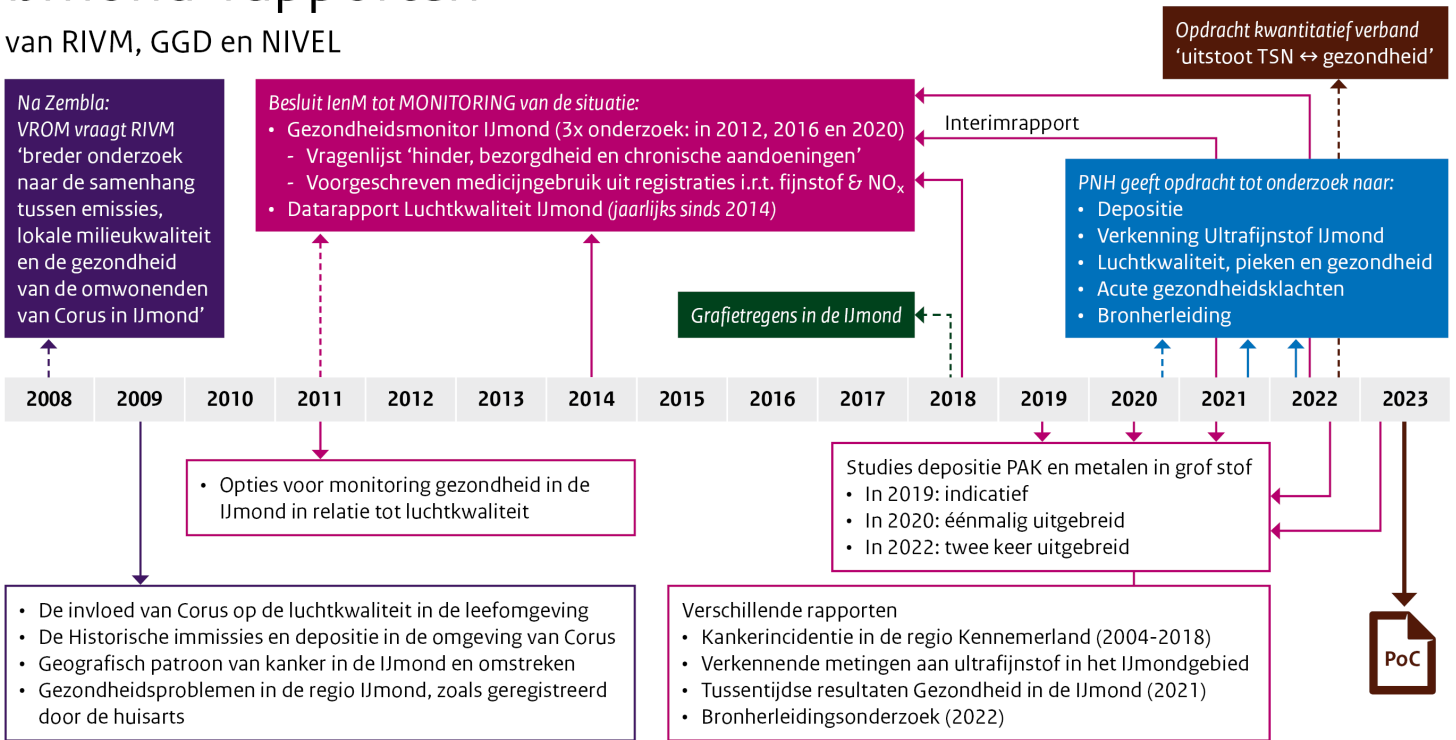 van RIVM, GGD en NIVEL
Opdracht kwantitatief verband
‘uitstoot TSN ↔ gezondheid’
Na Zembla:
VROM vraagt RIVM
‘breder onderzoek
naar de samenhang
tussen emissies,
lokale milieukwaliteit
en de gezondheid
van de omwonenden
van Corus in IJmond’
Besluit IenM tot MONITORING van de situatie:
• Gezondheidsmonitor IJmond (3x onderzoek: in 2012, 2016 en 2020)
- Vragenlijst ‘hinder, bezorgdheid en chronische aandoeningen’
- Voorgeschreven medicijngebruik uit registraties i.r.t. fijnstof & NOx
• Datarapport Luchtkwaliteit IJmond (jaarlijks sinds 2014)
Interimrapport
PNH geeft opdracht tot onderzoek naar:
• Depositie
• Verkenning Ultrafijnstof IJmond
• Luchtkwaliteit, pieken en gezondheid
• Acute gezondheidsklachten
• Bronherleiding
Grafietregens in de IJmond
2008 2009 2010 2011 2012 2013 2014 2015 2016 2017 2018 2019 2020 2021 2022 2023
• Opties voor monitoring gezondheid in de
IJmond in relatie tot luchtkwaliteit
Studies depositie PAK en metalen in grof stof
• In 2019: indicatief
• In 2020: éénmalig uitgebreid
• In 2022: twee keer uitgebreid
• De invloed van Corus op de luchtkwaliteit in de leefomgeving
• De Historische immissies en depositie in de omgeving van Corus
• Geografisch patroon van kanker in de IJmond en omstreken
• Gezondheidsproblemen in de regio IJmond, zoals geregistreerd
door de huisarts
Verschillende rapporten
• Kankerincidentie in de regio Kennemerland (2004-2018)
• Verkennende metingen aan ultrafijnstof in het IJmondgebied
• Tussentijdse resultaten Gezondheid in de IJmond (2021)
• Bronherleidingsonderzoek (2022)
PoC